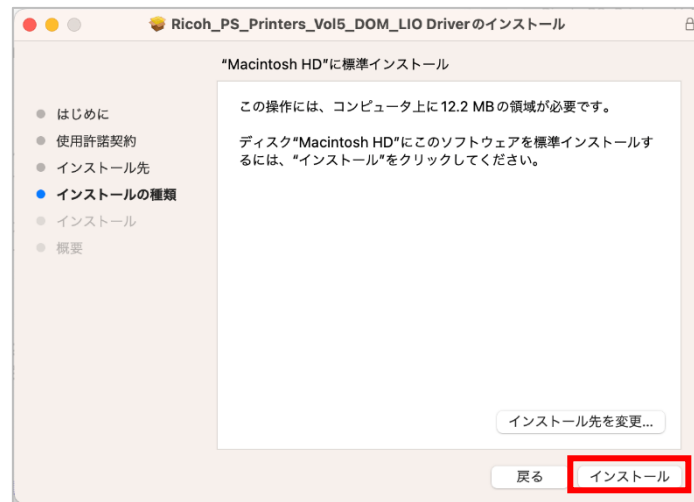 Ricoh_PS_Printers_Vol5_DOM_LIO Driverのインストール
"Macintosh HD"に標準インストール
はじめに
使用許諾契約
インストール先
インストールの種類
インストール
概要
この操作には、コンピュータ上に12.2 MBの領域が必要です。
ディスク"Macintosh HD"にこのソフトウェアを標準インストールす
るには、"インストール"をクリックしてください。
インストール先を変更...
戻る
インストール